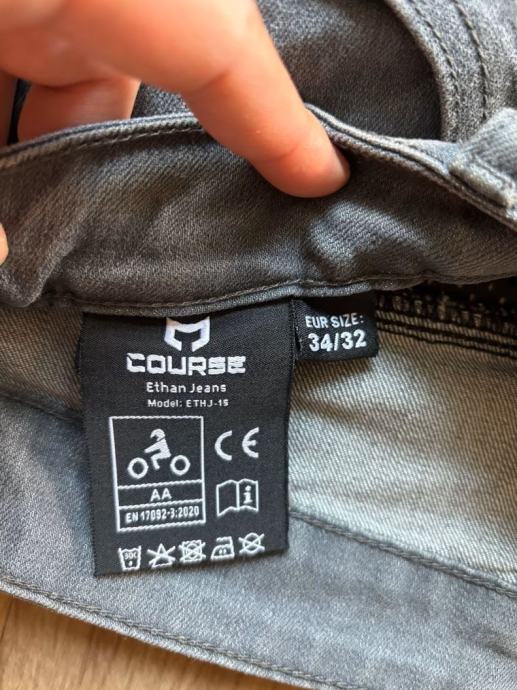 COURSE
Ethan Jeans
Model: ETHJ-15
AA
EN 17092-3:2020
CE
i
EUR SIZE:
34/32